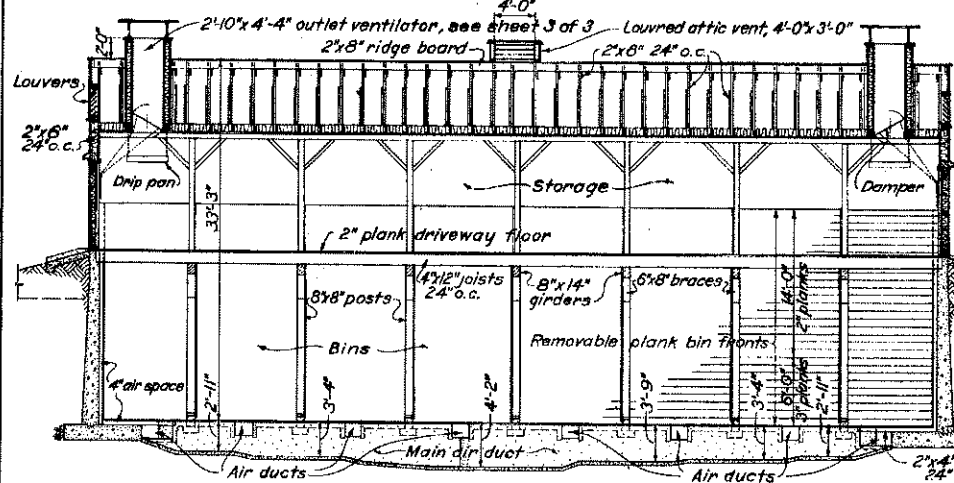 4'-0"
2'-10"x 4'-4" outlet ventilator, see sheet 3 of 3
Louvred attic vent, 4'-0"x 3'-0"
2'-0"
2"x8" ridge board
2"x6" 24" o.c.
Louvers
2"x6"
24" o.c.
Drip pan
33'-3"
Storage
Damper
2" plank driveway floor
4"x12" joists
24" o.c.
8"x14"
girders
6"x8" braces
8"x8" posts
14'-0"
2" planks
Bins
Removable plank bin fronts
6'-0"
3" planks
4" air space
2'-11"
3'-4"
4'-2"
3'-9"
3'-4"
2'-11"
Main air duct
Air ducts
Air ducts
2"x4"
24"